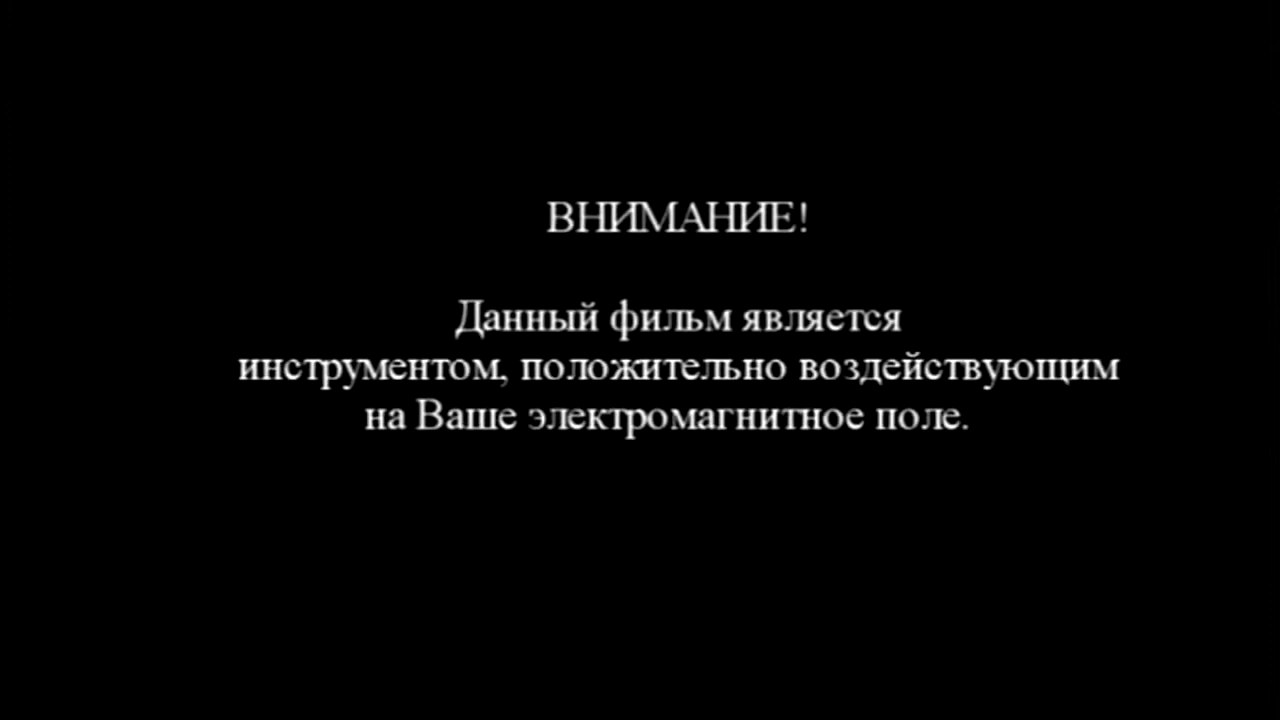 ВНИМАНИЕ!
Данный фильм является
инструментом, положительно воздействующим
на Ваше электромагнитное поле.